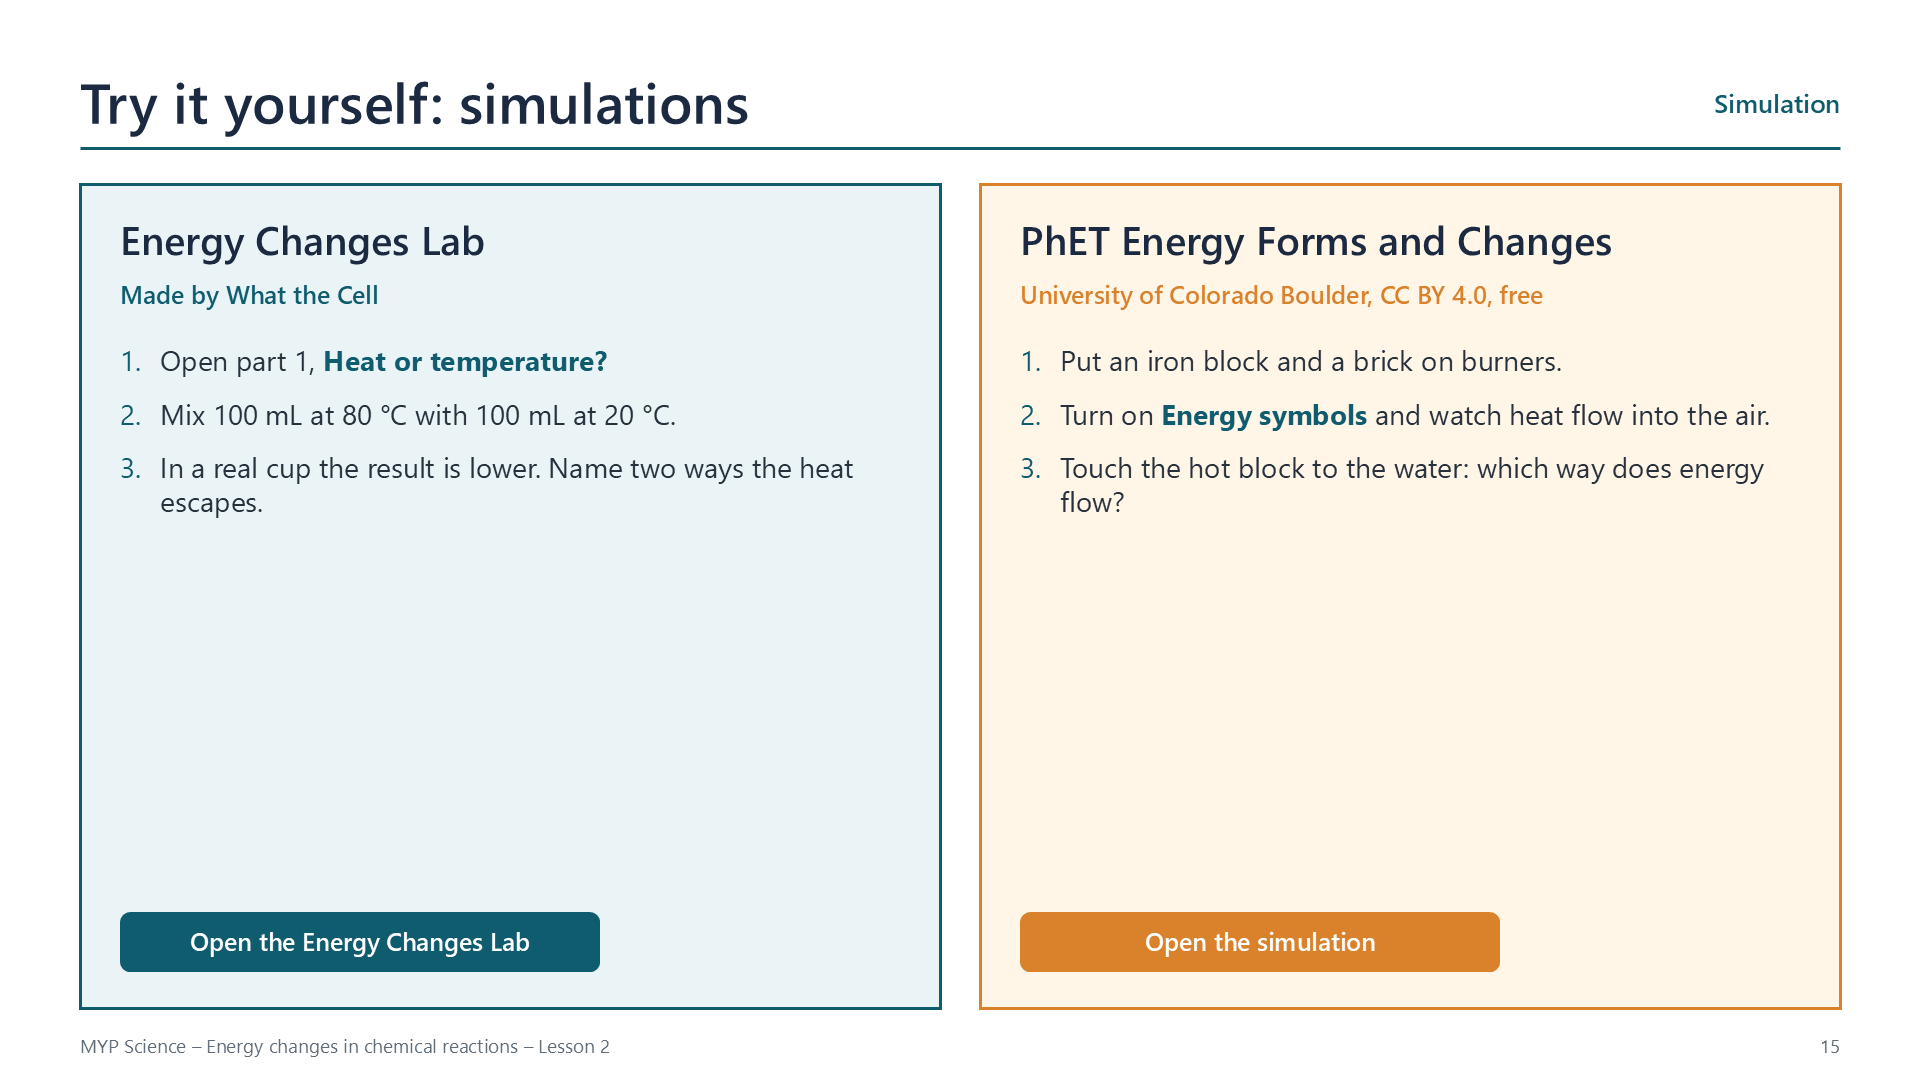 Try it yourself: simulations
Simulation
Energy Changes Lab
Made by What the Cell
1. Open part 1, Heat or temperature?
2. Mix 100 mL at 80 °C with 100 mL at 20 °C.
3. In a real cup the result is lower. Name two ways the heat
escapes.
Open the Energy Changes Lab
PhET Energy Forms and Changes
University of Colorado Boulder, CC BY 4.0, free
1. Put an iron block and a brick on burners.
2. Turn on Energy symbols and watch heat flow into the air.
3. Touch the hot block to the water: which way does energy
flow?
Open the simulation
MYP Science – Energy changes in chemical reactions – Lesson 2
15